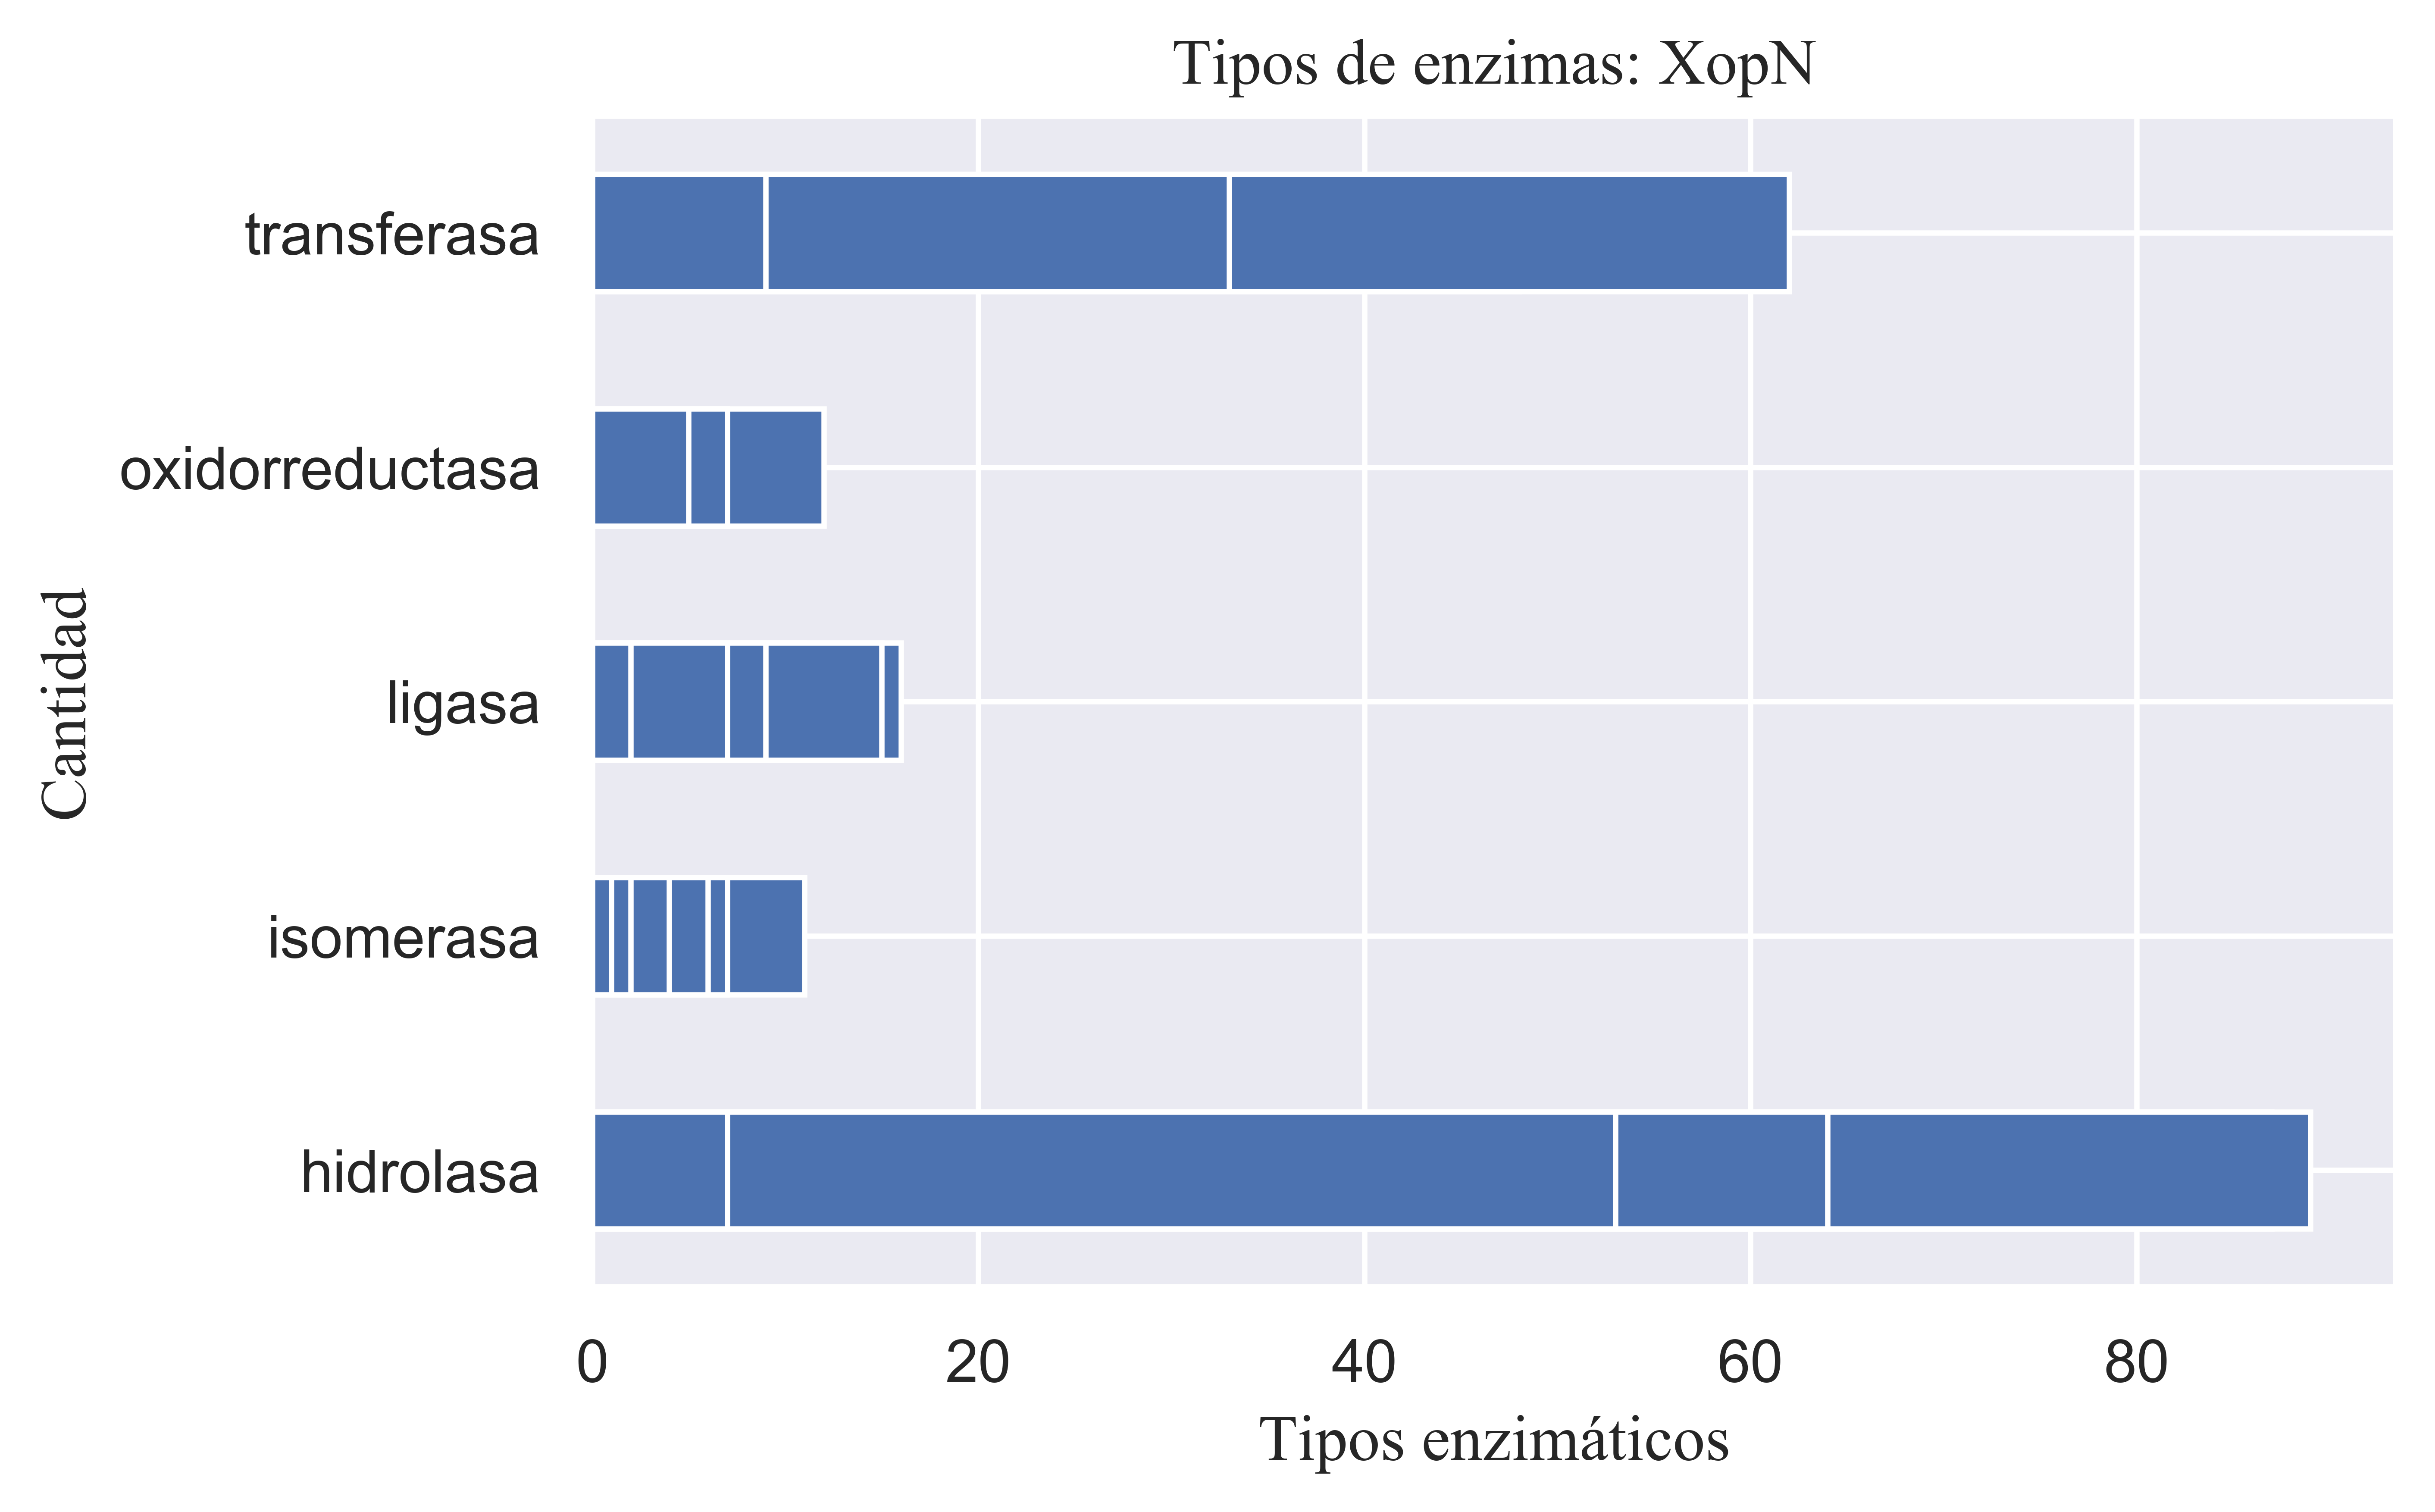 Tipos de enzimas: XopN
transferasa
oxidorreductasa
ligasa
isomerasa
hidrolasa
Cantidad
0 20 40 60 80
Tipos enzimáticos